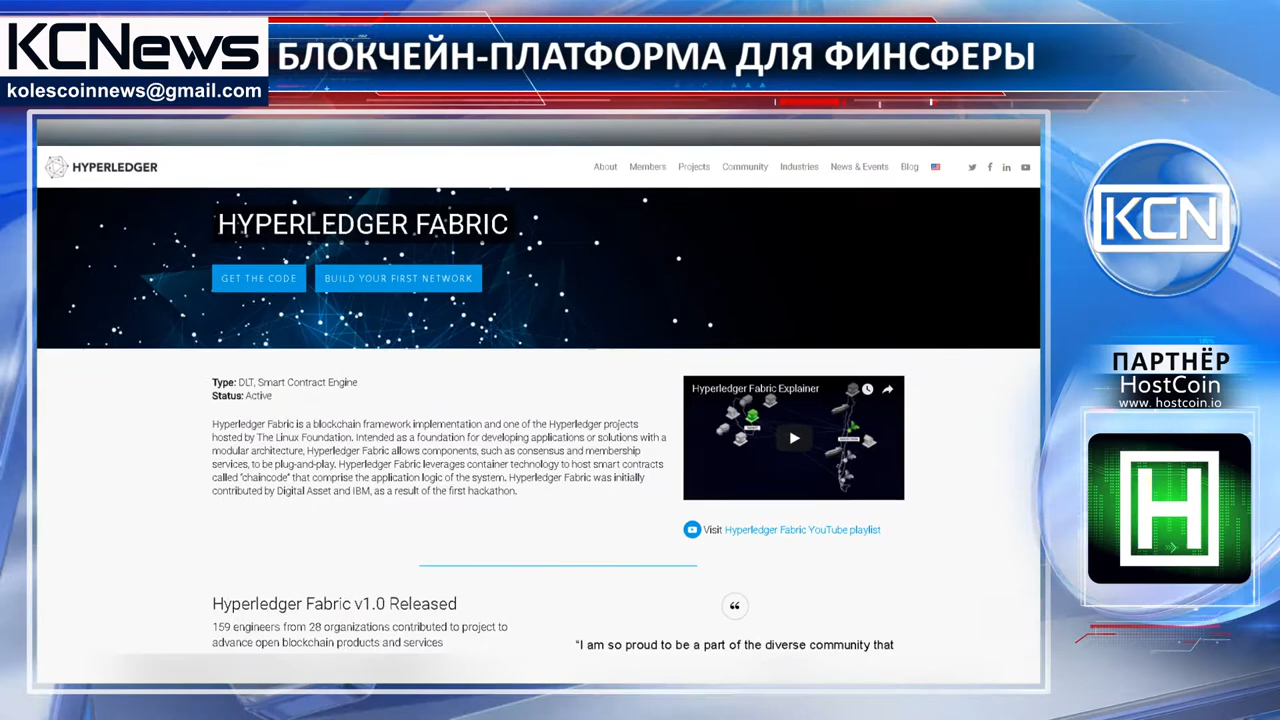 KCNews
kolescoinnews@gmail.com
БЛОКЧЕЙН-ПЛАТФОРМА ДЛЯ ФИНСФЕРЫ
HYPERLEDGER
About Members Projects Community Industries News & Events Blog
HYPERLEDGER FABRIC
GET THE CODE BUILD YOUR FIRST NETWORK
Type: DLT, Smart Contract Engine
Status: Active
Hyperledger Fabric is a blockchain framework implementation and one of the Hyperledger projects
hosted by The Linux Foundation. Intended as a foundation for developing applications or solutions with a
modular architecture, Hyperledger Fabric allows components, such as consensus and membership
services, to be plug-and-play. Hyperledger Fabric leverages container technology to host smart contracts
called “chaincode” that comprise the application logic of the system. Hyperledger Fabric was initially
contributed by Digital Asset and IBM, as a result of the first hackathon.
Hyperledger Fabric Explainer
Visit Hyperledger Fabric YouTube playlist
Hyperledger Fabric v1.0 Released
159 engineers from 28 organizations contributed to project to
advance open blockchain products and services
“I am so proud to be a part of the diverse community that
KCN
ПАРТНЁР
HostCoin
www. hostcoin.io
H